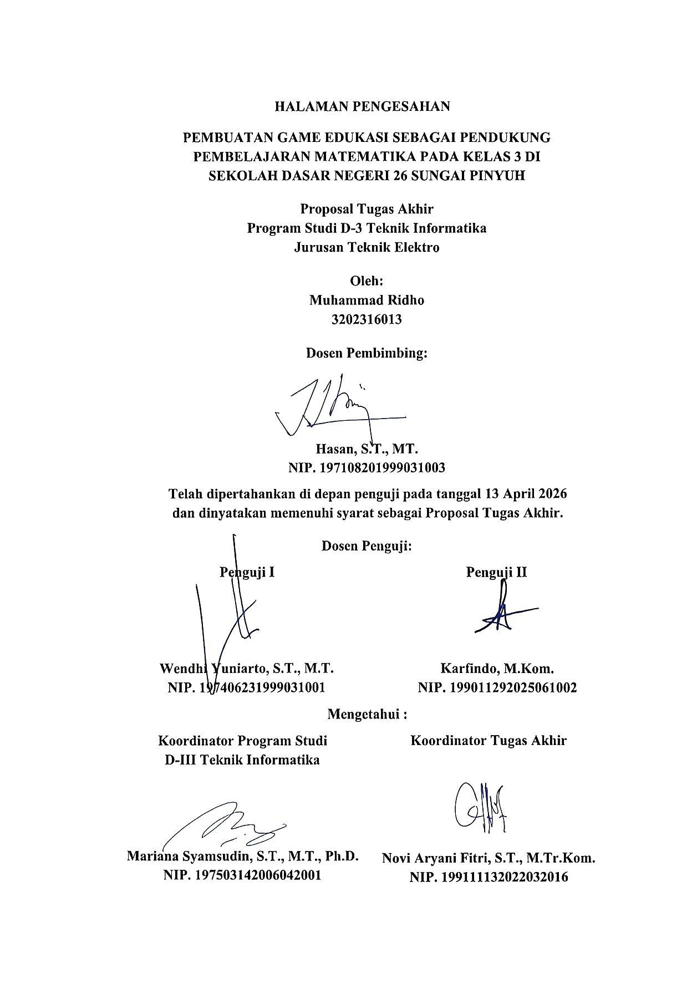 HALAMAN PENGESAHAN
PEMBUATAN GAME EDUKASI SEBAGAI PENDUKUNG
PEMBELAJARAN MATEMATIKA PADA KELAS 3 DI
SEKOLAH DASAR NEGERI 26 SUNGAI PINYUH
Proposal Tugas Akhir
Program Studi D-3 Teknik Informatika
Jurusan Teknik Elektro
Oleh:
Muhammad Ridho
3202316013
Dosen Pembimbing:
Hasan, S.T., MT.
NIP. 197108201999031003
Telah dipertahankan di depan penguji pada tanggal 13 April 2026
dan dinyatakan memenuhi syarat sebagai Proposal Tugas Akhir.
Dosen Penguji:
Penguji I
Penguji II
Wendhi Yuniarto, S.T., M.T.
NIP. 197406231999031001
Karfindo, M.Kom.
NIP. 199011292025061002
Mengetahui :
Koordinator Program Studi
D-III Teknik Informatika
Koordinator Tugas Akhir
Mariana Syamsudin, S.T., M.T., Ph.D.
NIP. 197503142006042001
Novi Aryani Fitri, S.T., M.Tr.Kom.
NIP. 199111132022032016